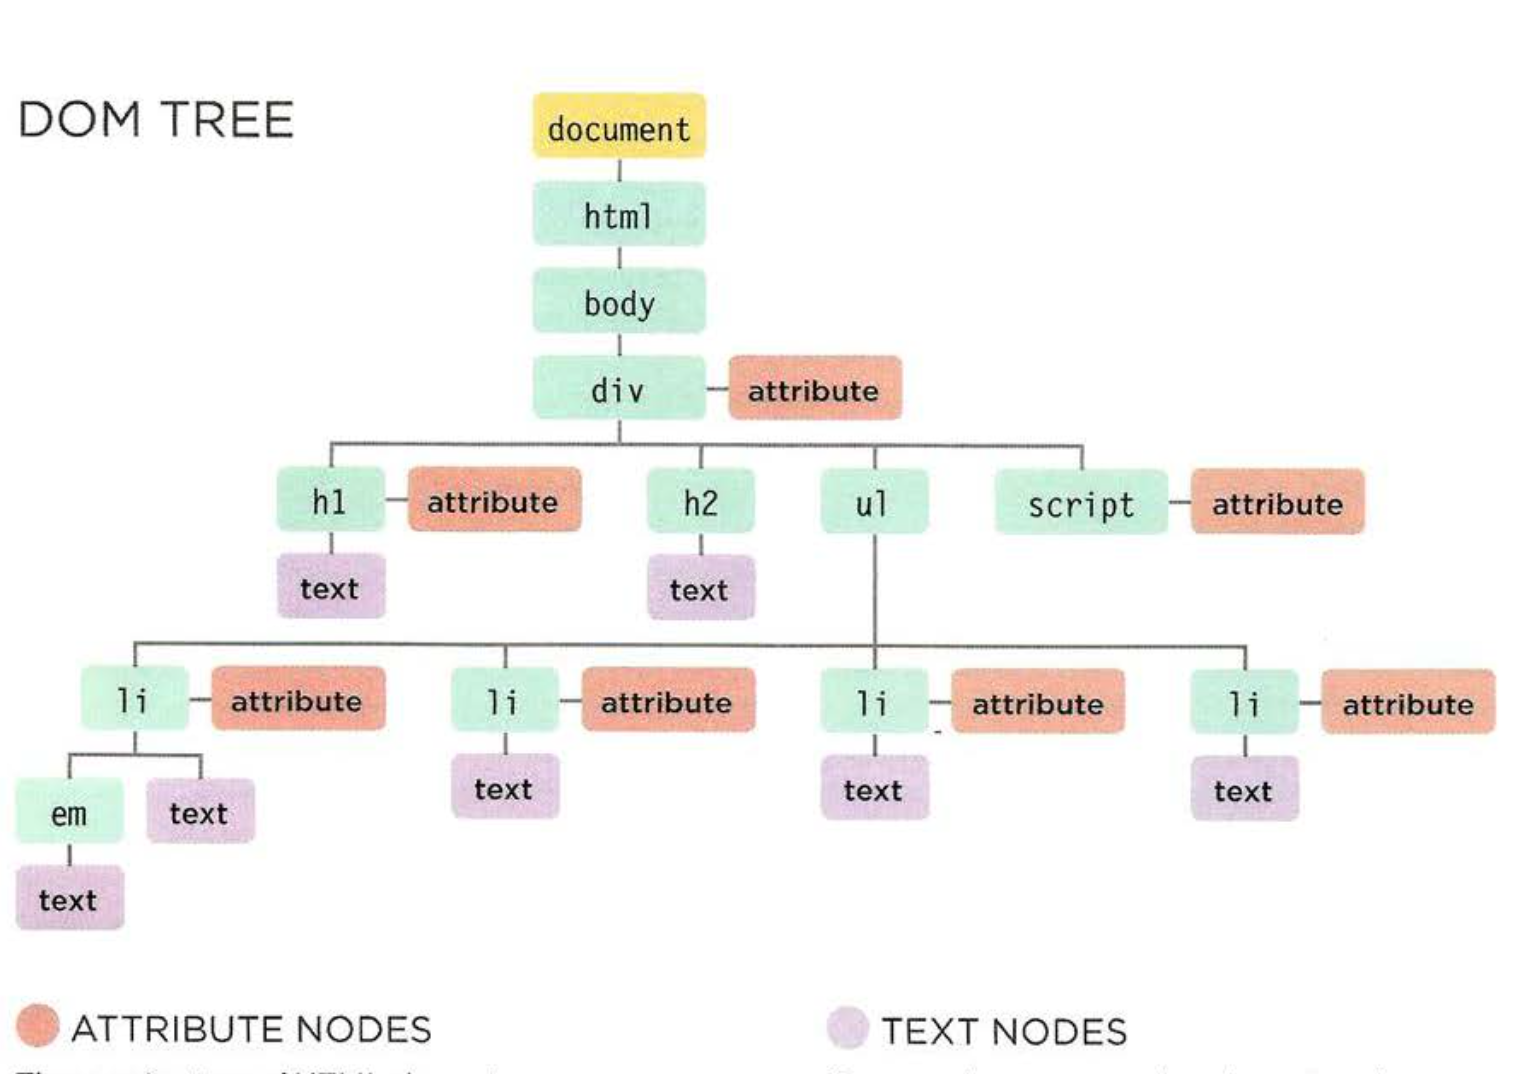 DOM TREE
document
html
body
div attribute
h1 attribute h2 ul script attribute
text text
li attribute li attribute li attribute li attribute
em text text text text
text
ATTRIBUTE NODES TEXT NODES